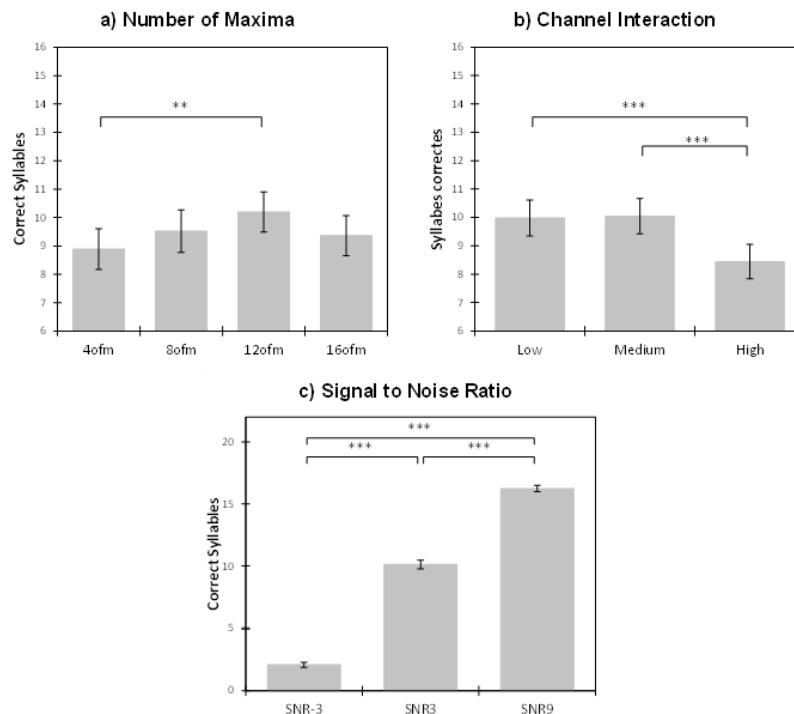 a) Number of Maxima
Correct Syllables
16
15
14
13
12
11
10
9
8
7
6
**
4ofm
8ofm
12ofm
16ofm
b) Channel Interaction
Syllabes correctes
16
15
14
13
12
11
10
9
8
7
6
***
***
Low
Medium
High
c) Signal to Noise Ratio
Correct Syllables
20
15
10
5
0
***
***
***
SNR-3
SNR3
SNR9